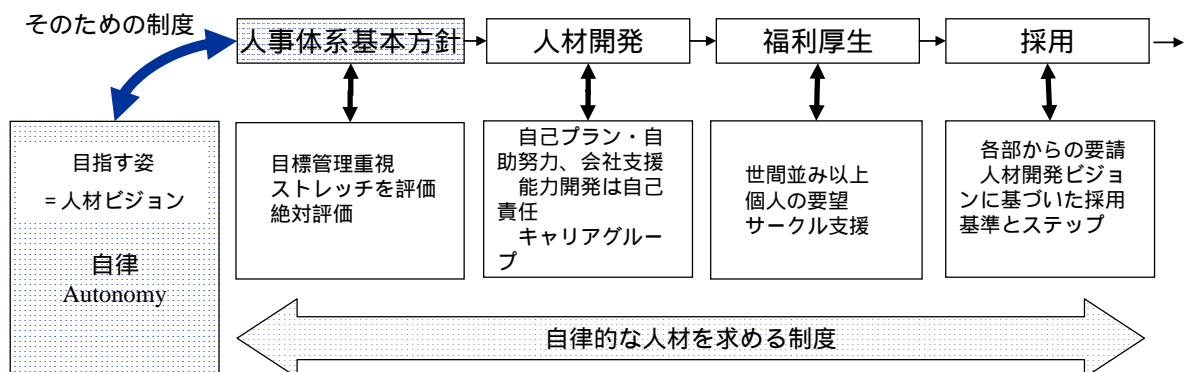 そのための制度
人事体系基本方針
人材開発
福利厚生
採用
目指す姿
= 人材ビジョン
自律
Autonomy
目標管理重視
ストレッチを評価
絶対評価
自己プラン・自
助努力、会社支援
能力開発は自己
責任
キャリアグルー
プ
世間並み以上
個人の要望
サークル支援
各部からの要請
人材開発ビジョ
ンに基づいた採用
基準とステップ
自律的な人材を求める制度